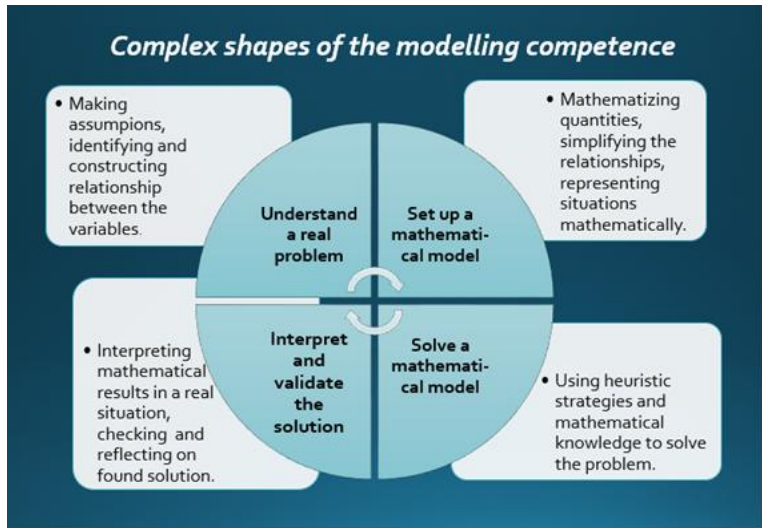 Complex shapes of the modelling competence
• Making
assumpions,
identifying and
constructing
relationship
between the
variables.
• Mathematizing
quantities,
simplifying the
relationships,
representing
situations
mathematically.
Understand
a real
problem
Set up a
mathemati-
cal model
Interpret
and
validate
the
solution
Solve a
mathemati-
cal model
• Interpreting
mathematical
results in a real
situation,
checking and
reflecting on
found solution.
• Using heuristic
strategies and
mathematical
knowledge to solve
the problem.